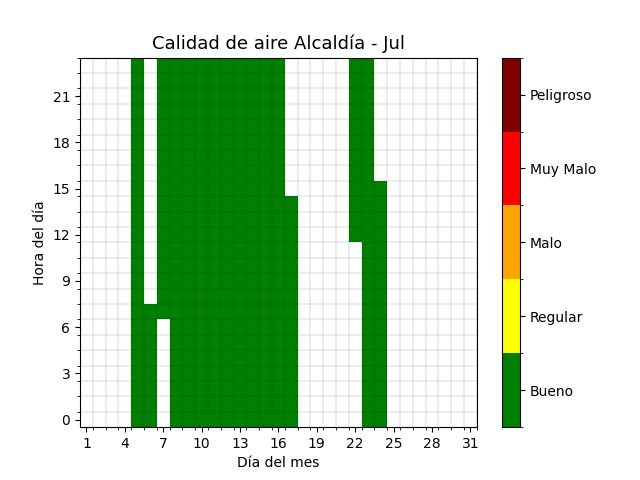 Calidad de aire Alcaldía - Jul
Hora del día
21
18
15
12
9
6
3
0
1 4 7 10 13 16 19 22 25 28 31
Día del mes
Peligroso
Muy Malo
Malo
Regular
Bueno